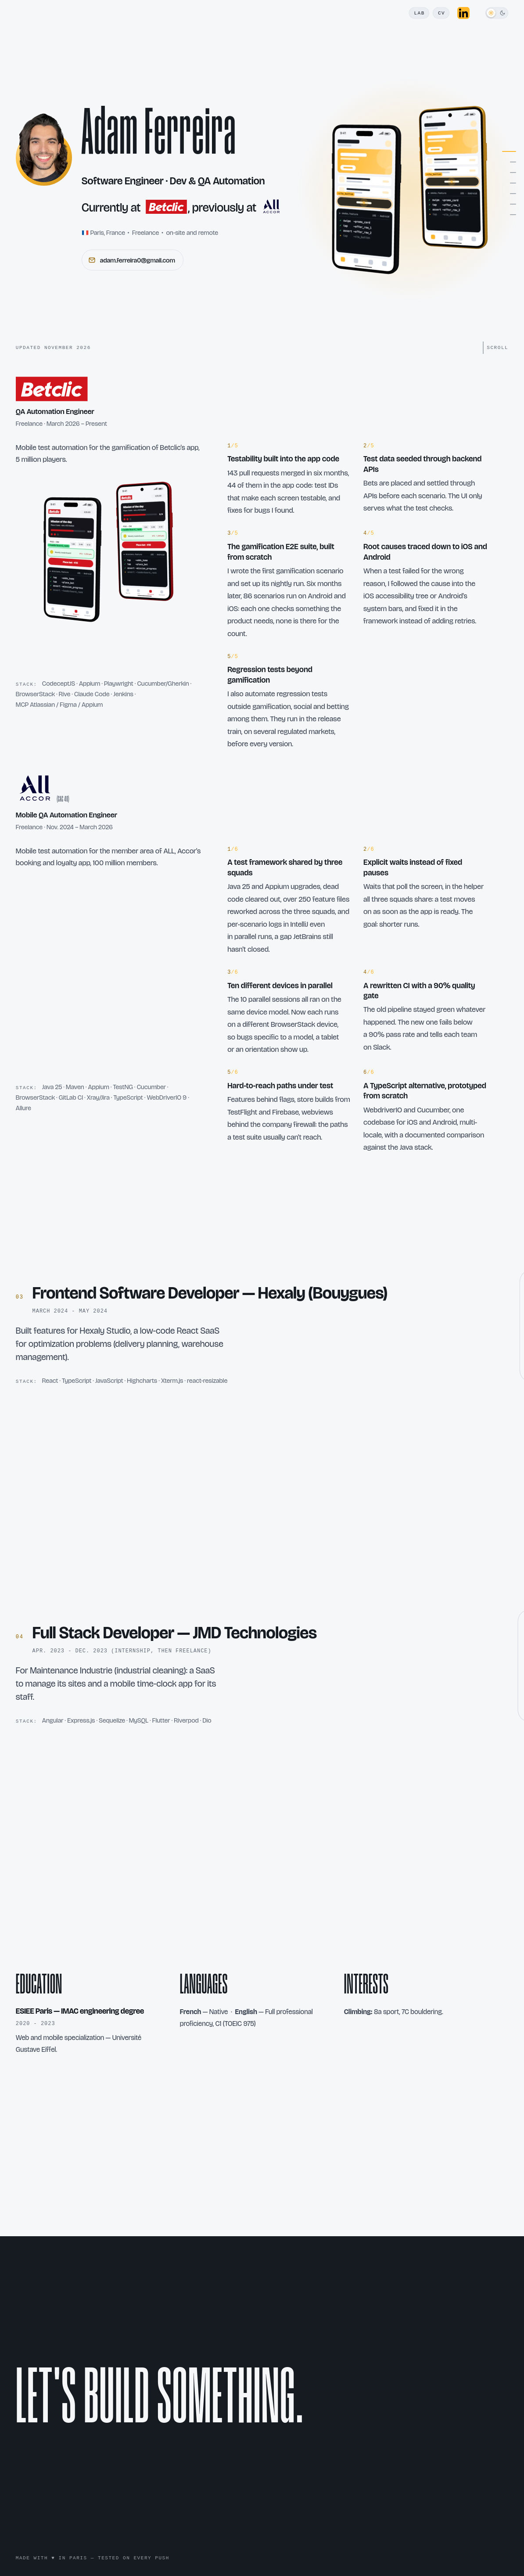 LAB
CV
in
Adam Ferreira
Software Engineer · Dev & QA Automation
Currently at Betclic, previously at All ACCOR
Paris, France • Freelance • on-site and remote
adam.ferreira0@gmail.com
UPDATED NOVEMBER 2026
SCROLL
Betclic
QA Automation Engineer
Freelance · March 2026 – Present
Mobile test automation for the gamification of Betclic's app,
5 million players.
STACK: CodeceptJS · Appium · Playwright · Cucumber/Gherkin ·
BrowserStack · Rive · Claude Code · Jenkins ·
MCP Atlassian / Figma / Appium
1/5
Testability built into the app code
143 pull requests merged in six months,
44 of them in the app code: test IDs
that make each screen testable, and
fixes for bugs I found.
2/5
Test data seeded through backend
APIs
Bets are placed and settled through
APIs before each scenario. The UI only
serves what the test checks.
3/5
The gamification E2E suite, built
from scratch
I wrote the first gamification scenario
and set up its nightly run. Six months
later, 86 scenarios run on Android and
iOS: each one checks something the
product needs, none is there for the
count.
4/5
Root causes traced down to iOS and
Android
When a test failed for the wrong
reason, I followed the cause into the
iOS accessibility tree or Android's
system bars, and fixed it in the
framework instead of adding retries.
5/5
Regression tests beyond
gamification
I also automate regression tests
outside gamification, social and betting
among them. They run in the release
train, on several regulated markets,
before every version.
All
ACCOR
Mobile QA Automation Engineer
Freelance · Nov. 2024 – March 2026
Mobile test automation for the member area of ALL, Accor's
booking and loyalty app, 100 million members.
STACK: Java 25 · Maven · Appium · TestNG · Cucumber ·
BrowserStack · GitLab CI · Xray/Jira · TypeScript · WebDriverIO 9 ·
Allure
1/6
A test framework shared by three
squads
Java 25 and Appium upgrades, dead
code cleared out, over 250 feature files
reworked across the three squads, and
per-scenario logs in IntelliJ even
in parallel runs, a gap JetBrains still
hasn't closed.
2/6
Explicit waits instead of fixed
pauses
Waits that poll the screen, in the helper
all three squads share: a test moves
on as soon as the app is ready. The
goal: shorter runs.
3/6
Ten different devices in parallel
The 10 parallel sessions all ran on the
same device model. Now each runs
on a different BrowserStack device,
so bugs specific to a model, a tablet
or an orientation show up.
4/6
A rewritten CI with a 90% quality
gate
The old pipeline stayed green whatever
happened. The new one fails below
a 90% pass rate and tells each team
on Slack.
5/6
Hard-to-reach paths under test
Features behind flags, store builds from
TestFlight and Firebase, webviews
behind the company firewall: the paths
a test suite usually can't reach.
6/6
A TypeScript alternative, prototyped
from scratch
WebdriverIO and Cucumber, one
codebase for iOS and Android, multi-
locale, with a documented comparison
against the Java stack.
03 Frontend Software Developer — Hexaly (Bouygues)
MARCH 2024 - MAY 2024
Built features for Hexaly Studio, a low-code React SaaS
for optimization problems (delivery planning, warehouse
management).
STACK: React · TypeScript · JavaScript · Highcharts · Xterm.js · react-resizable
04 Full Stack Developer — JMD Technologies
APR. 2023 - DEC. 2023 (INTERNSHIP, THEN FREELANCE)
For Maintenance Industrie (industrial cleaning): a SaaS
to manage its sites and a mobile time-clock app for its
staff.
STACK: Angular · Express.js · Sequelize · MySQL · Flutter · Riverpod · Dio
EDUCATION
ESIEE Paris — IMAC engineering degree
2020 - 2023
Web and mobile specialization — Université
Gustave Eiffel.
LANGUAGES
French — Native · English — Full professional
proficiency, C1 (TOEIC 975)
INTERESTS
Climbing: 8a sport, 7C bouldering.
LET'S BUILD SOMETHING.
MADE WITH ♥ IN PARIS — TESTED ON EVERY PUSH